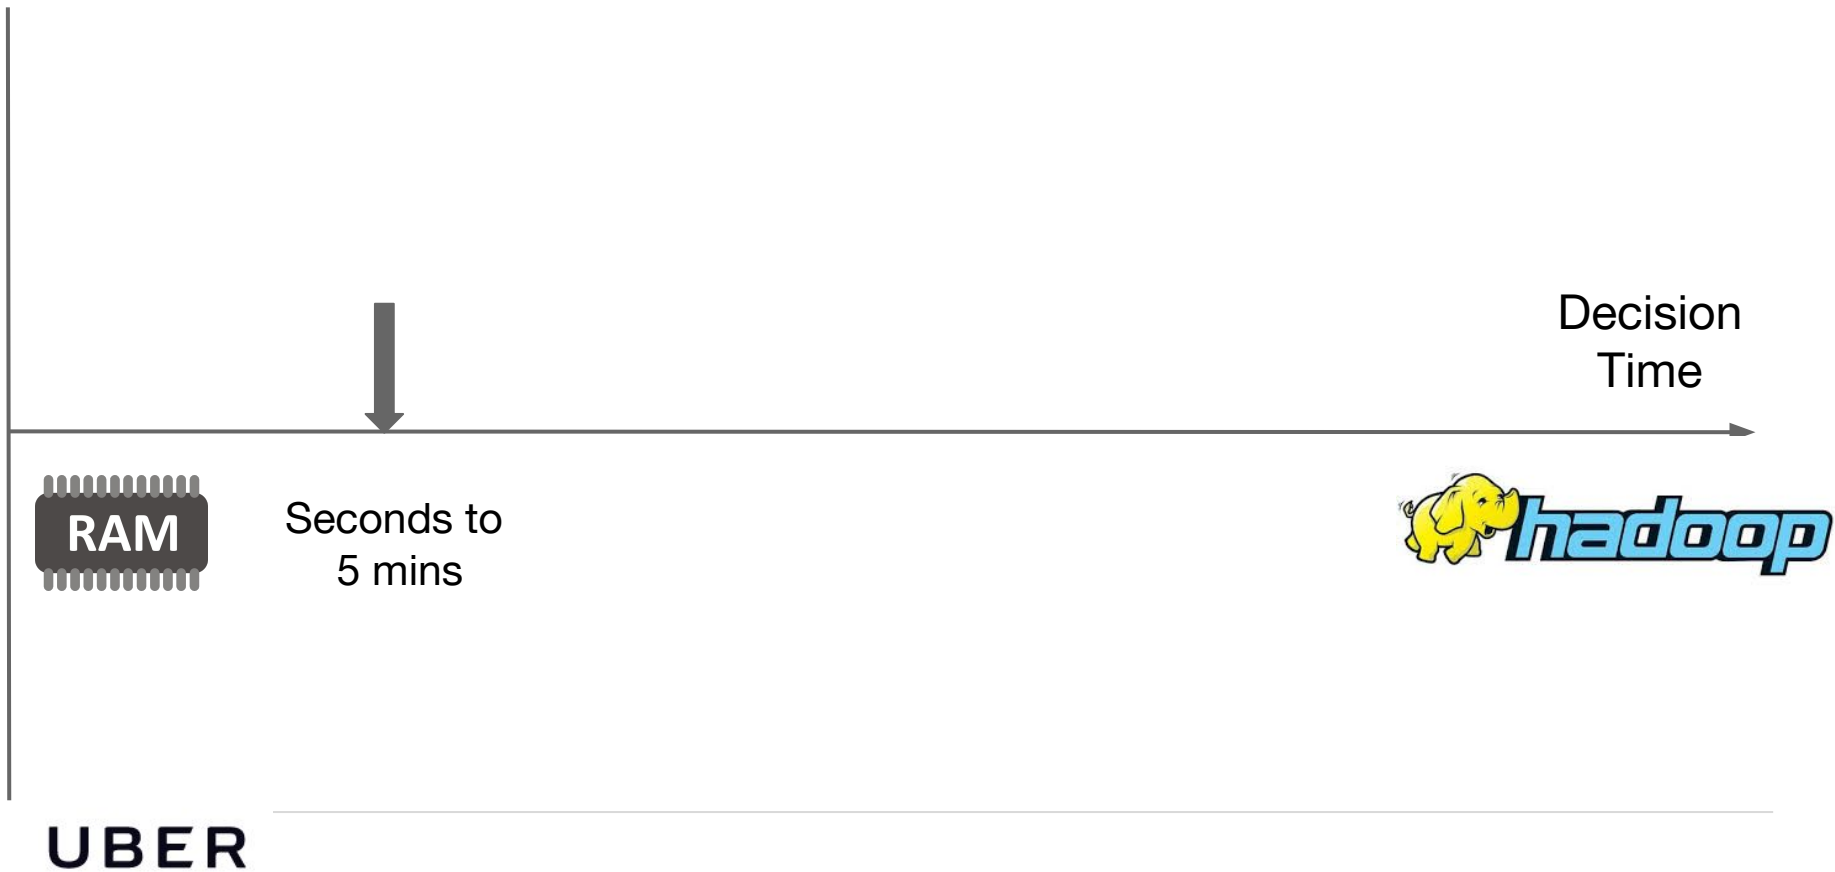 Decision
Time
RAM
Seconds to
5 mins
hadoop
UBER